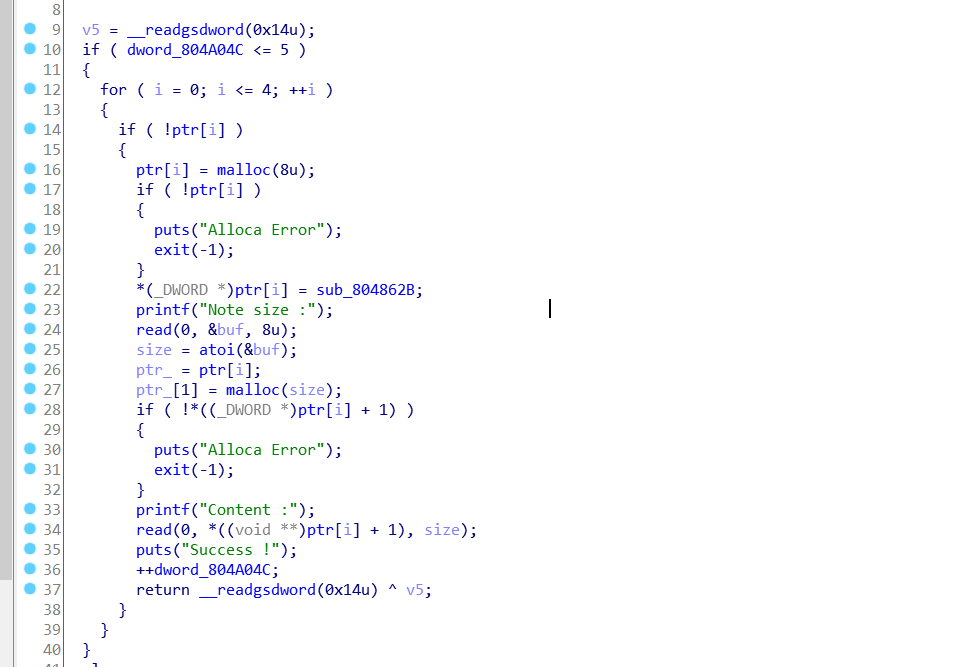 8
9 v5 = __readgsdword(0x14u);
10 if ( dword_804A04C <= 5 )
11 {
12 for ( i = 0; i <= 4; ++i )
13 {
14 if ( !ptr[i] )
15 {
16 ptr[i] = malloc(8u);
17 if ( !ptr[i] )
18 {
19 puts("Alloca Error");
20 exit(-1);
21 }
22 *(_DWORD *)ptr[i] = sub_804862B;
23 printf("Note size :");
24 read(0, &buf, 8u);
25 size = atoi(&buf);
26 ptr_ = ptr[i];
27 ptr_[1] = malloc(size);
28 if ( !*((_DWORD *)ptr[i] + 1) )
29 {
30 puts("Alloca Error");
31 exit(-1);
32 }
33 printf("Content :");
34 read(0, *((void **)ptr[i] + 1), size);
35 puts("Success !");
36 ++dword_804A04C;
37 return __readgsdword(0x14u) ^ v5;
38 }
39 }
40 }